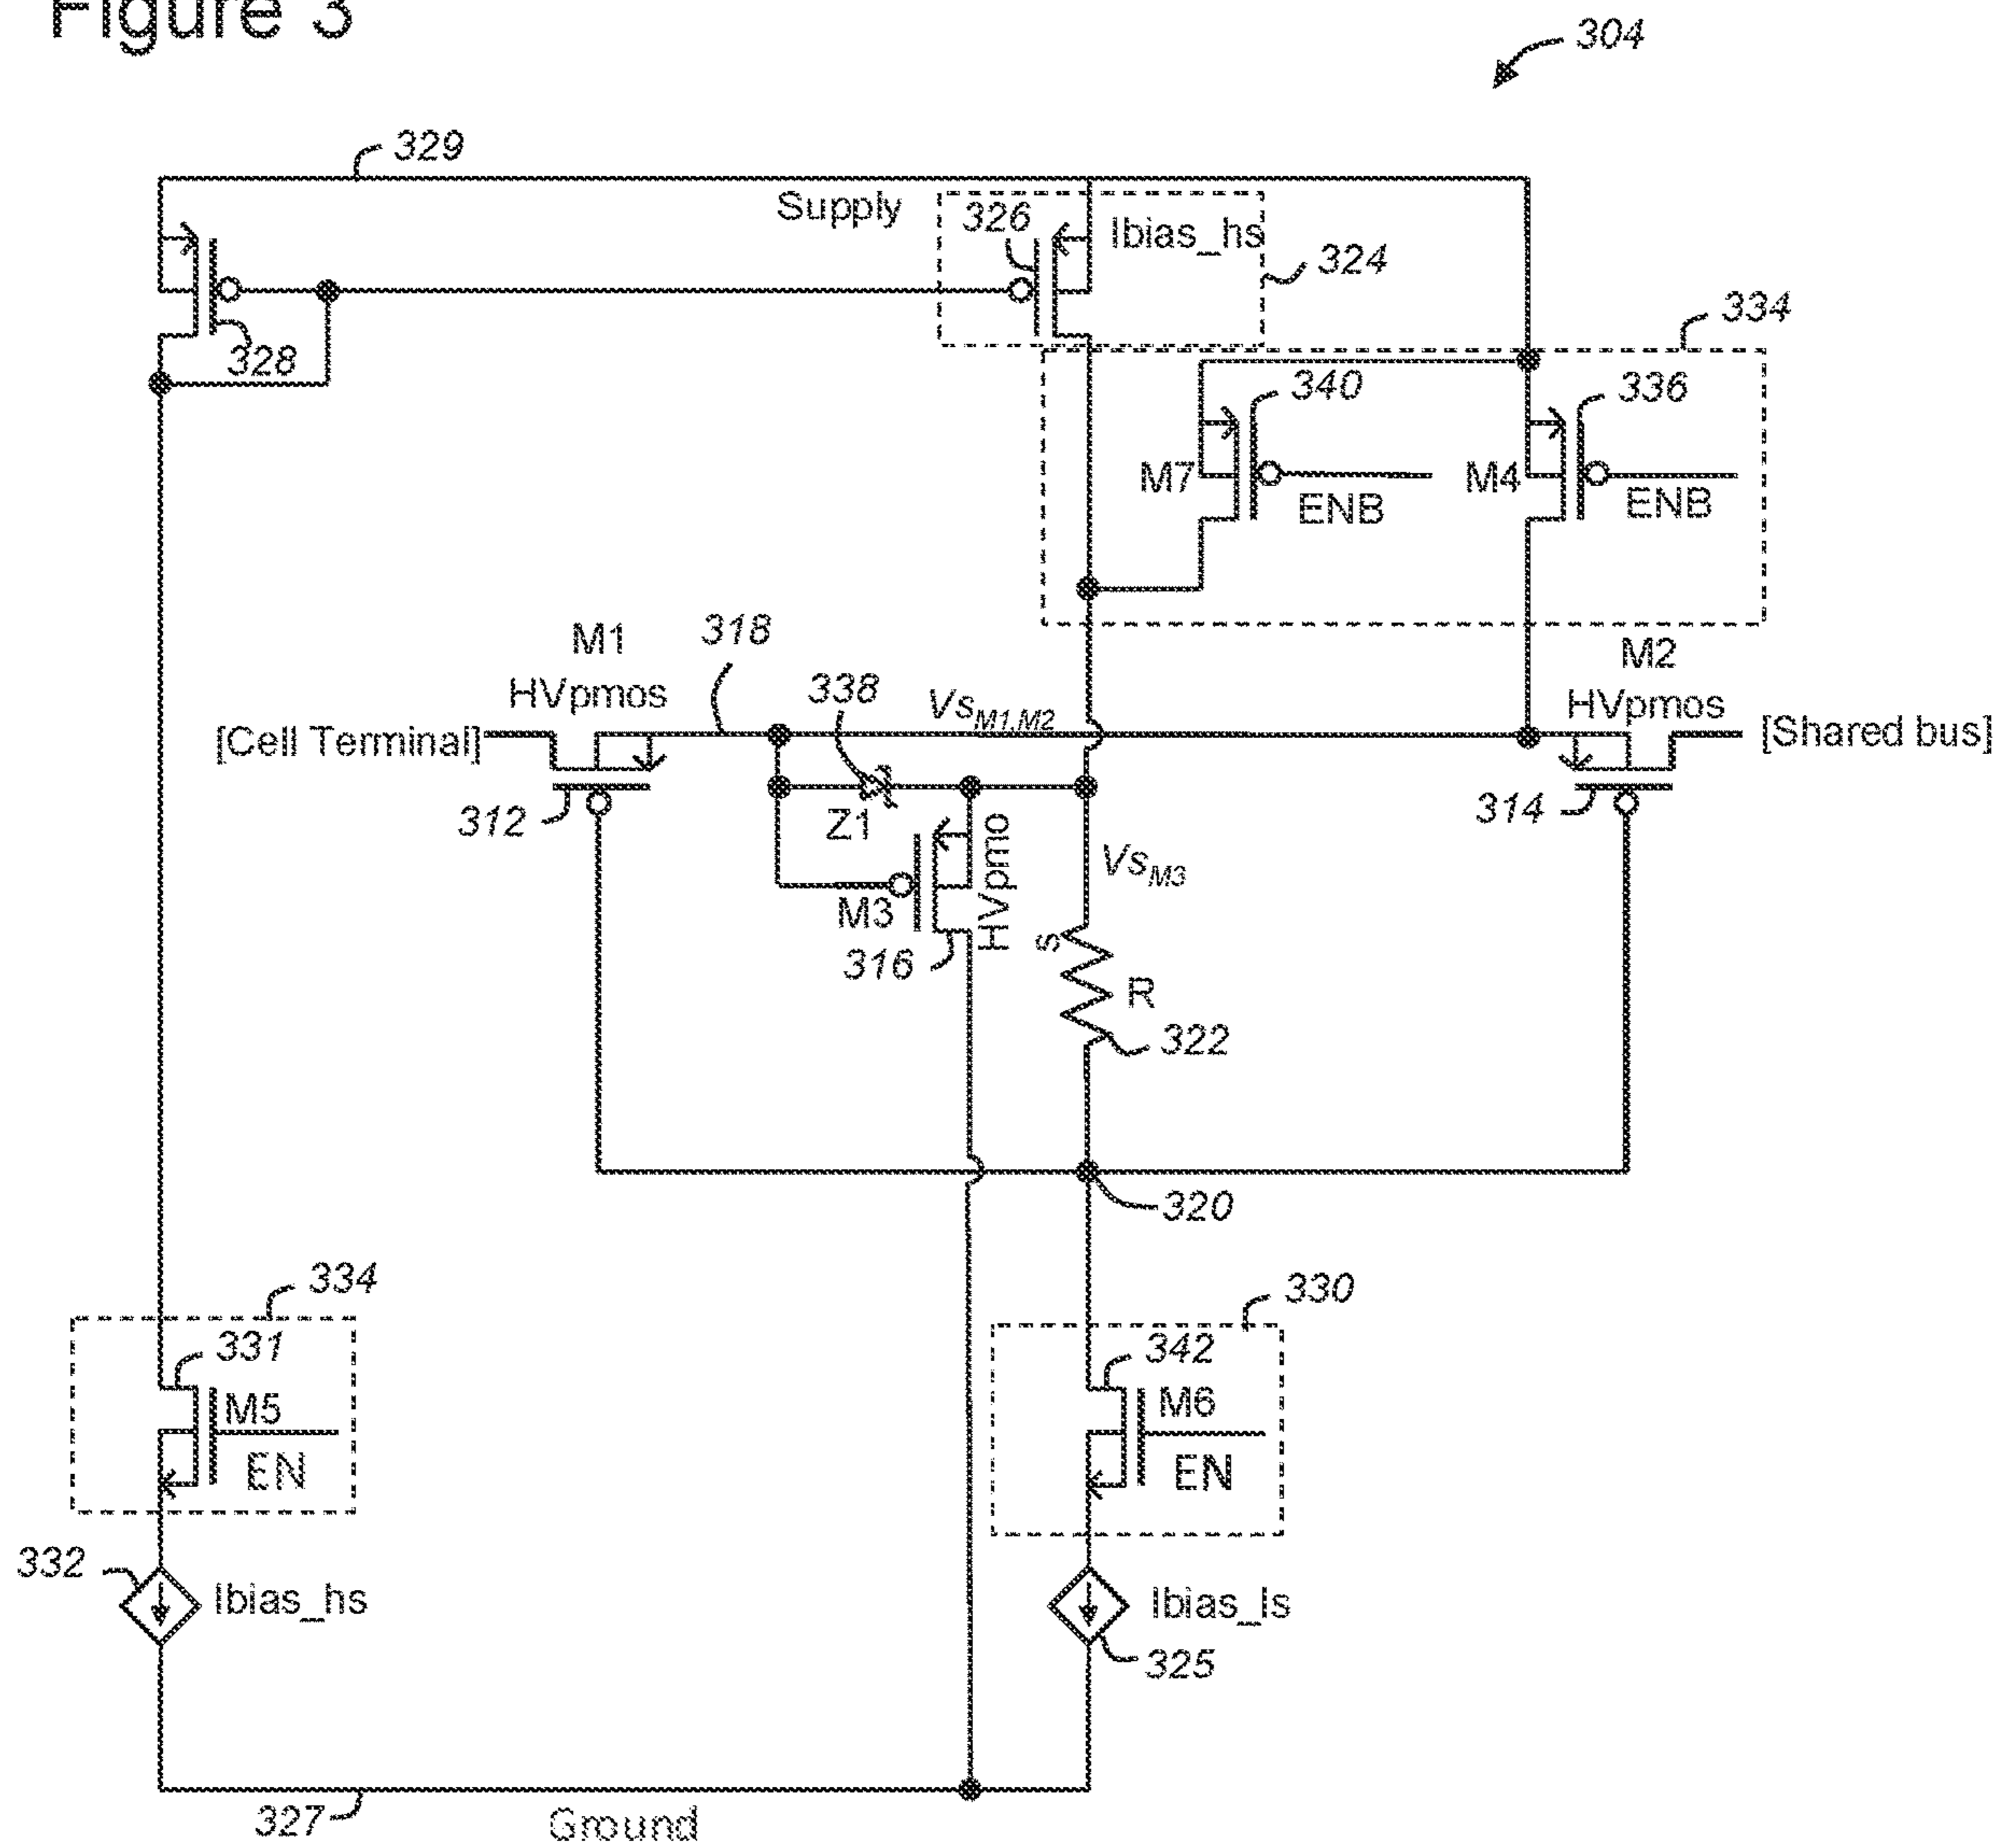 Figure 3
304
329
Supply
326
Ibias_hs
324
334
328
340
336
M7
ENB
M4
ENB
M1
HVpmos
318
338
VsM1,M2
M2
HVpmos
[Cell Terminal]
[Shared bus]
312
Z1
HVpmo
s
VsM3
314
M3
316
R
322
320
334
330
331
342
M5
M6
EN
EN
332
Ibias_hs
Ibias_ls
325
327
Ground